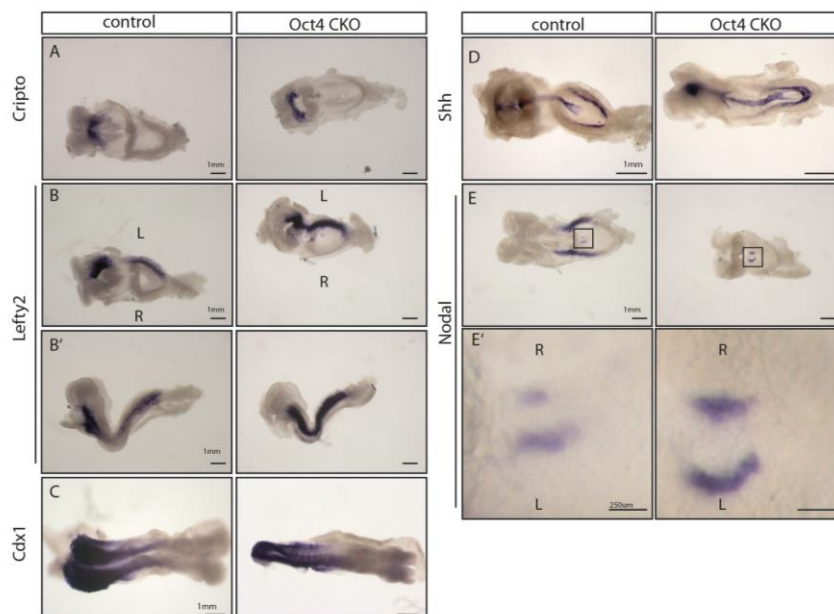 control
Oct4 CKO
Cripto
A
1mm
Lefty2
B
L
R
1mm
L
R
B'
1mm
Cdx1
C
1mm
control
Oct4 CKO
Shh
D
1mm
Nodal
E
1mm
E'
R
L
250um
R
L